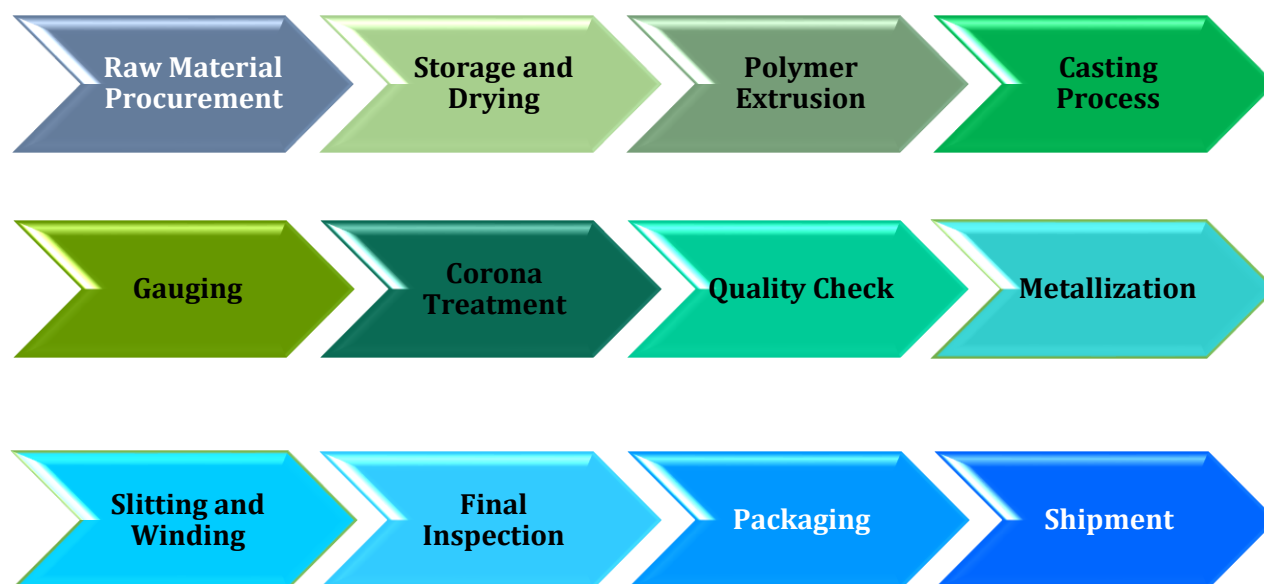 Raw Material
Procurement
Storage and
Drying
Polymer
Extrusion
Casting
Process
Gauging
Corona
Treatment
Quality Check
Metallization
Slitting and
Winding
Final
Inspection
Packaging
Shipment